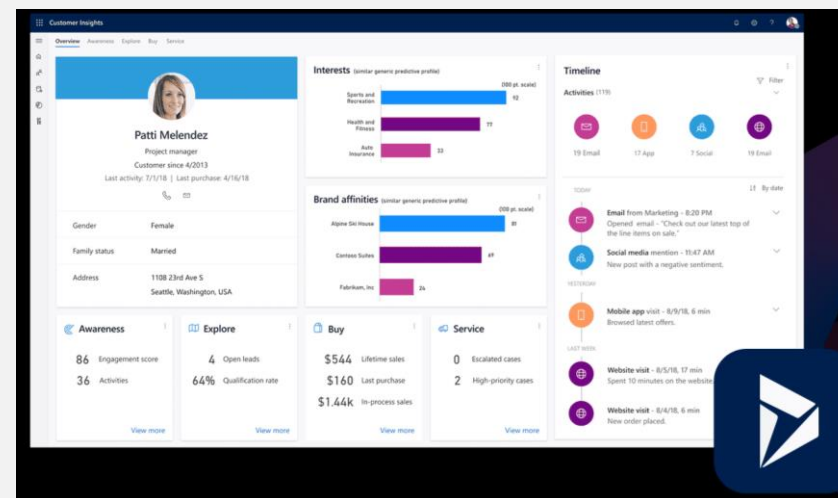 Customer Insights
Overview Awareness Explore Buy Service
Patti Melendez
Project manager
Customer since 4/2013
Last activity: 7/1/18 | Last purchase: 4/16/18
Gender Female
Family status Married
Address 1108 23rd Ave S
Seattle, Washington, USA
Interests (similar generic predictive profile)
(100 pt. scale)
Sports and
Recreation
92
Health and
Fitness
Auto
Insurance
33
Brand affinities (similar generic predictive profile)
(100 pt. scale)
Alpine Ski House
Contoso Suites
Fabrikam, Inc
24
Timeline
Filter
Activities (119)
19 Email 17 App 7 Social 19 Email
TODAY By date
Email from Marketing - 8:20 PM
Opened email - "Check out our latest top of
the line items on sale."
Social media mention - 11:47 AM
New post with a negative sentiment.
YESTERDAY
Mobile app visit - 8/9/18, 6 min
Browsed latest offers.
LAST WEEK
Website visit - 8/5/18, 17 min
Spent 10 minutes on the website
Website visit - 8/4/18, 6 min
New order placed.
Awareness
86 Engagement score
36 Activities
View more
Explore
4 Open leads
64% Qualification rate
View more
Buy
$544 Lifetime sales
$160 Last purchase
$1.44k In-process sales
View more
Service
0 Escalated cases
2 High-priority cases
View more